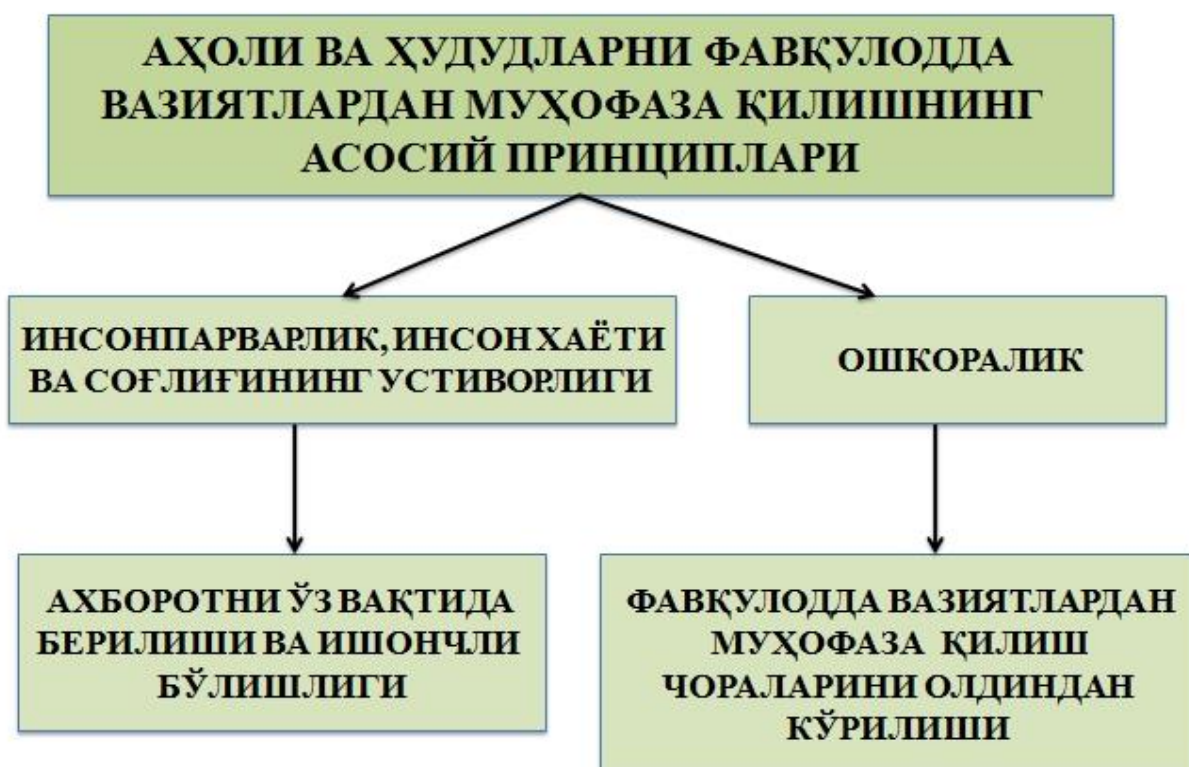 АҲОЛИ ВА ҲУДУДЛАРНИ ФАВҚУЛОДДА
ВАЗИЯТЛАРДАН МУҲОФАЗА ҚИЛИШНИНГ
АСОСИЙ ПРИНЦИПЛАРИ
ИНСОНПАРВАРЛИК, ИНСОН ХАЁТИ
ВА СОҒЛИҒИНИНГ УСТИВОРЛИГИ
ОШКОРАЛИК
АХБОРОТНИ ЎЗ ВАҚТИДА
БЕРИЛИШИ ВА ИШОНЧЛИ
БЎЛИШЛИГИ
ФАВҚУЛОДДА ВАЗИЯТЛАРДАН
МУҲОФАЗА ҚИЛИШ
ЧОРАЛАРИНИ ОЛДИНДАН
КЎРИЛИШИ